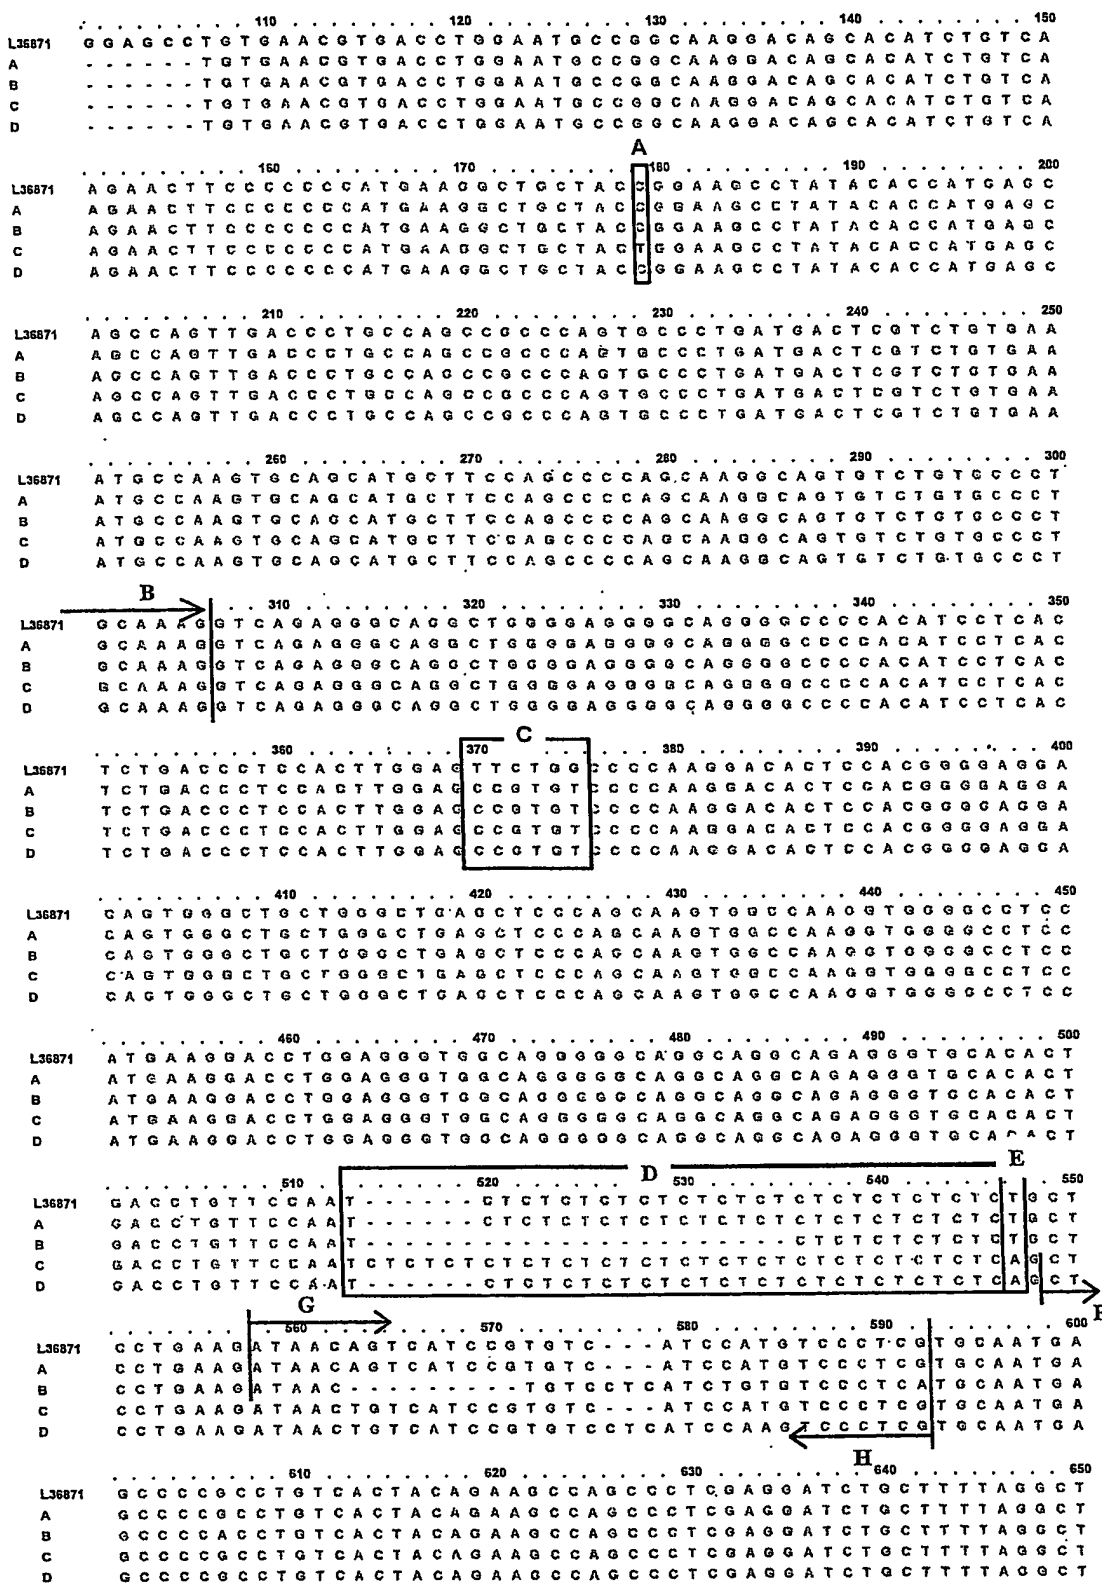 110 120 130 140 150
L36871 GGAGCCTGTGAACGTGACCTGGAATGCCGGCAAGGACAGCACATCTGTCA
A ------TGTGAACGTGACCTGGAATGCCGGCAAGGACAGCACATCTGTCA
B ------TGTGAACGTGACCTGGAATGCCGGCAAGGACAGCACATCTGTCA
C ------TGTGAACGTGACCTGGAATGCCGGCAAGGACAGCACATCTGTCA
D ------TGTGAACGTGACCTGGAATGCCGGCAAGGACAGCACATCTGTCA
A
160 170 180 190 200
L36871 AGAACTTCCCCCCCATGAAGGCTGCTACCGGAAGCCTATACACCATGAGC
A AGAACTTCCCCCCCATGAAGGCTGCTACCGGAAGCCTATACACCATGAGC
B AGAACTTCCCCCCCATGAAGGCTGCTACCGGAAGCCTATACACCATGAGC
C AGAACTTCCCCCCCATGAAGGCTGCTACTGGAAGCCTATACACCATGAGC
D AGAACTTCCCCCCCATGAAGGCTGCTACCGGAAGCCTATACACCATGAGC
210 220 230 240 250
L36871 AGCCAGTTGACCCTGCCAGCCGCCCAGTGCCCTGATGACTCGTCTGTGAA
A AGCCAGTTGACCCTGCCAGCCGCCCAGTGCCCTGATGACTCGTCTGTGAA
B AGCCAGTTGACCCTGCCAGCCGCCCAGTGCCCTGATGACTCGTCTGTGAA
C AGCCAGTTGACCCTGCCAGCCGCCCAGTGCCCTGATGACTCGTCTGTGAA
D AGCCAGTTGACCCTGCCAGCCGCCCAGTGCCCTGATGACTCGTCTGTGAA
260 270 280 290 300
L36871 ATGCCAAGTGCAGCATGCTTCCAGCCCCAGCAAGGCAGTGTCTGTGCCCT
A ATGCCAAGTGCAGCATGCTTCCAGCCCCAGCAAGGCAGTGTCTGTGCCCT
B ATGCCAAGTGCAGCATGCTTCCAGCCCCAGCAAGGCAGTGTCTGTGCCCT
C ATGCCAAGTGCAGCATGCTTCCAGCCCCAGCAAGGCAGTGTCTGTGCCCT
D ATGCCAAGTGCAGCATGCTTCCAGCCCCAGCAAGGCAGTGTCTGTGCCCT
B
310 320 330 340 350
L36871 GCAAAGGTCAGAGGGCAGGCTGGGGAGGGGCAGGGGCCCCACATCCTCAC
A GCAAAGGTCAGAGGGCAGGCTGGGGAGGGGCAGGGGCCCCACATCCTCAC
B GCAAAGGTCAGAGGGCAGGCTGGGGAGGGGCAGGGGCCCCACATCCTCAC
C GCAAAGGTCAGAGGGCAGGCTGGGGAGGGGCAGGGGCCCCACATCCTCAC
D GCAAAGGTCAGAGGGCAGGCTGGGGAGGGGCAGGGGCCCCACATCCTCAC
C
360 370 380 390 400
L36871 TCTGACCCTCCACTTGGAGTTCTGGCCCCAAGGACACTCCACGGGGAGGA
A TCTGACCCTCCACTTGGAGCCGTGTCCCCAAGGACACTCCACGGGGAGGA
B TCTGACCCTCCACTTGGAGCCGTGTCCCCAAGGACACTCCACGGGGAGGA
C TCTGACCCTCCACTTGGAGCCGTGTCCCCAAGGACACTCCACGGGGAGGA
D TCTGACCCTCCACTTGGAGCCGTGTCCCCAAGGACACTCCACGGGGAGGA
410 420 430 440 450
L36871 CAGTGGGCTGCTGGGCTGAGCTCCCAGCAAGTGGCCAAGGTGGGGCCTCC
A CAGTGGGCTGCTGGGCTGAGCTCCCAGCAAGTGGCCAAGGTGGGGCCTCC
B CAGTGGGCTGCTGGGCTGAGCTCCCAGCAAGTGGCCAAGGTGGGGCCTCC
C CAGTGGGCTGCTGGGCTGAGCTCCCAGCAAGTGGCCAAGGTGGGGCCTCC
D CAGTGGGCTGCTGGGCTGAGCTCCCAGCAAGTGGCCAAGGTGGGGCCTCC
460 470 480 490 500
L36871 ATGAAGGACCTGGAGGGTGGCAGGGGGCAGGCAGGCAGAGGGTGCACACT
A ATGAAGGACCTGGAGGGTGGCAGGGGGCAGGCAGGCAGAGGGTGCACACT
B ATGAAGGACCTGGAGGGTGGCAGGGGGCAGGCAGGCAGAGGGTGCACACT
C ATGAAGGACCTGGAGGGTGGCAGGGGGCAGGCAGGCAGAGGGTGCACACT
D ATGAAGGACCTGGAGGGTGGCAGGGGGCAGGCAGGCAGAGGGTGCACACT
D E
510 520 530 540 550
L36871 GACCTGTTCCAAT------CTCTCTCTCTCTCTCTCTCTCTCTCTCTGCT
A GACCTGTTCCAAT------CTCTCTCTCTCTCTCTCTCTCTCTCTCTGCT
B GACCTGTTCCAAT----------------------CTCTCTCTCTCTGCT
C GACCTGTTCCAATCTCTCTCTCTCTCTCTCTCTCTCTCTCTCTCTCAGCT
D GACCTGTTCCAAT------CTCTCTCTCTCTCTCTCTCTCTCTCTCAGCT
G F
560 570 580 590 600
L36871 CCTGAAGATAACAGTCATCCGTGTC---ATCCATGTCCCTCGTGCAATGA
A CCTGAAGATAACAGTCATCCGTGTC---ATCCATGTCCCTCGTGCAATGA
B CCTGAAGATAAC---------TGTCCTCATCTGTGTCCCTCATGCAATGA
C CCTGAAGATAACTGTCATCCGTGTC---ATCCATGTCCCTCGTGCAATGA
D CCTGAAGATAACTGTCATCCGTGTCCTCATCCAAGTCCCTCGTGCAATGA
H
610 620 630 640 650
L36871 GCCCCGCCTGTCACTACAGAAGCCAGCCCTCGAGGATCTGCTTTTAGGCT
A GCCCCGCCTGTCACTACAGAAGCCAGCCCTCGAGGATCTGCTTTTAGGCT
B GCCCCACCTGTCACTACAGAAGCCAGCCCTCGAGGATCTGCTTTTAGGCT
C GCCCCGCCTGTCACTACAGAAGCCAGCCCTCGAGGATCTGCTTTTAGGCT
D GCCCCGCCTGTCACTACAGAAGCCAGCCCTCGAGGATCTGCTTTTAGGCT